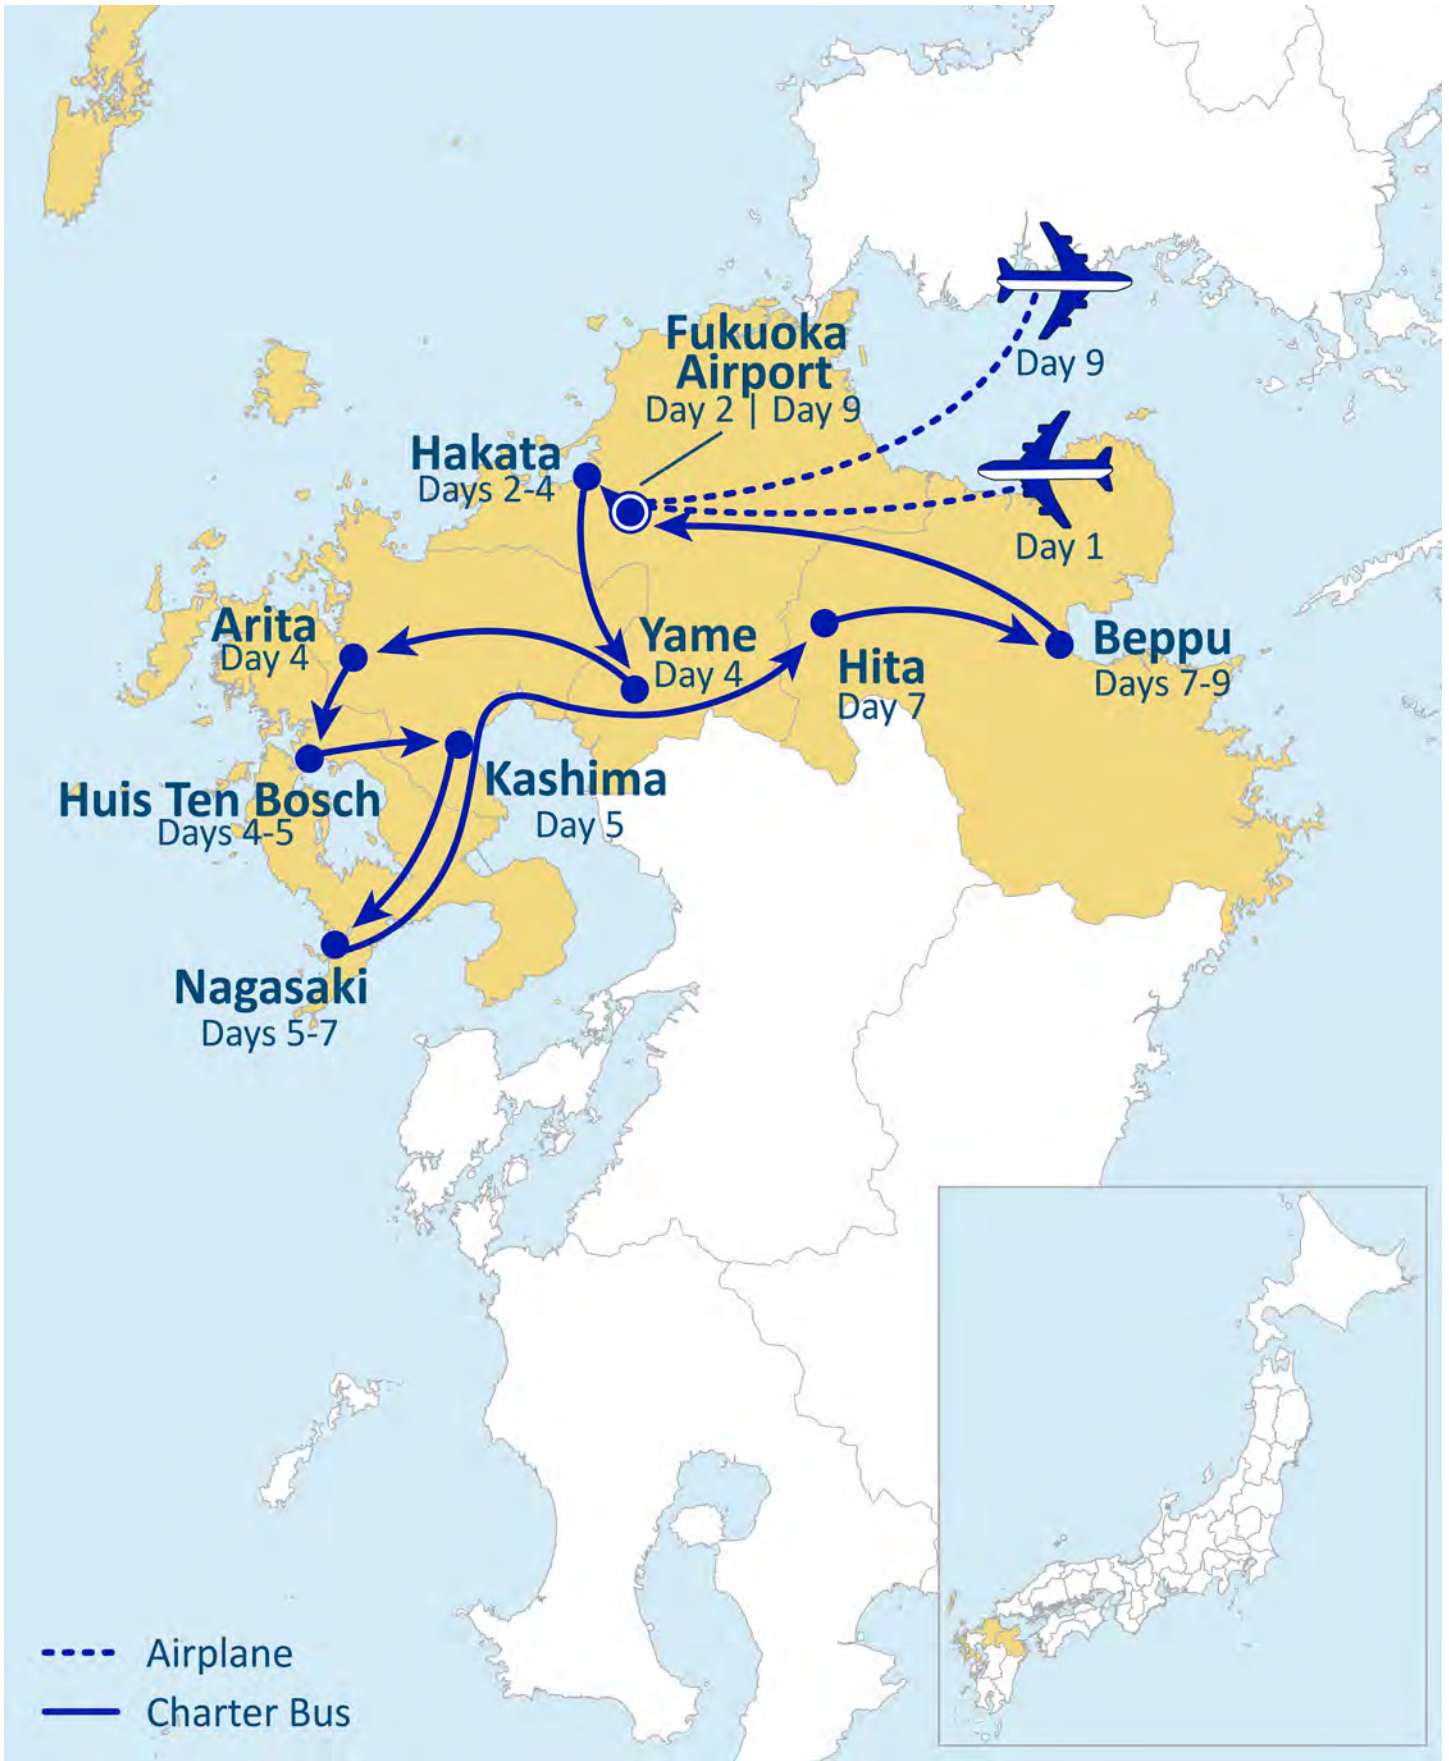 Day 9
Fukuoka
Airport
Day 2 | Day 9
Hakata
Days 2-4
Day 1
Arita
Day 4
Yame
Day 4
Hita
Day 7
Beppu
Days 7-9
Huis Ten Bosch
Days 4-5
Kashima
Day 5
Nagasaki
Days 5-7
Airplane
Charter Bus